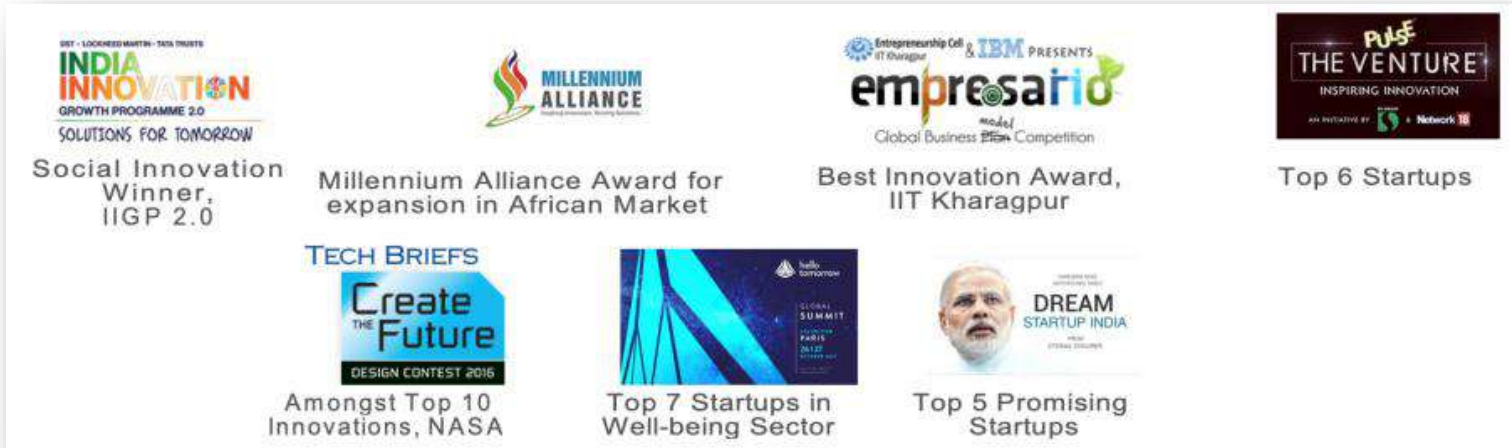 DST - LOCKHEED MARTIN - TATA TRUSTS
INDIA
INNOVATION
GROWTH PROGRAMME 2.0
SOLUTIONS FOR TOMORROW
Social Innovation
Winner,
IIGP 2.0
MILLENNIUM
ALLIANCE
Millennium Alliance Award for
expansion in African Market
Entrepreneurship Cell
IIT Kharagpur
& IBM PRESENTS
empresario
model
Global Business Plan Competition
Best Innovation Award,
IIT Kharagpur
PULSE
THE VENTURE
INSPIRING INNOVATION
AN INITIATIVE BY
& Network 18
Top 6 Startups
TECH BRIEFS
Create
THE
Future
DESIGN CONTEST 2016
Amongst Top 10
Innovations, NASA
hello
tomorrow
GLOBAL
SUMMIT
PARIS
26|27
Top 7 Startups in
Well-being Sector
DREAM
STARTUP INDIA
Top 5 Promising
Startups